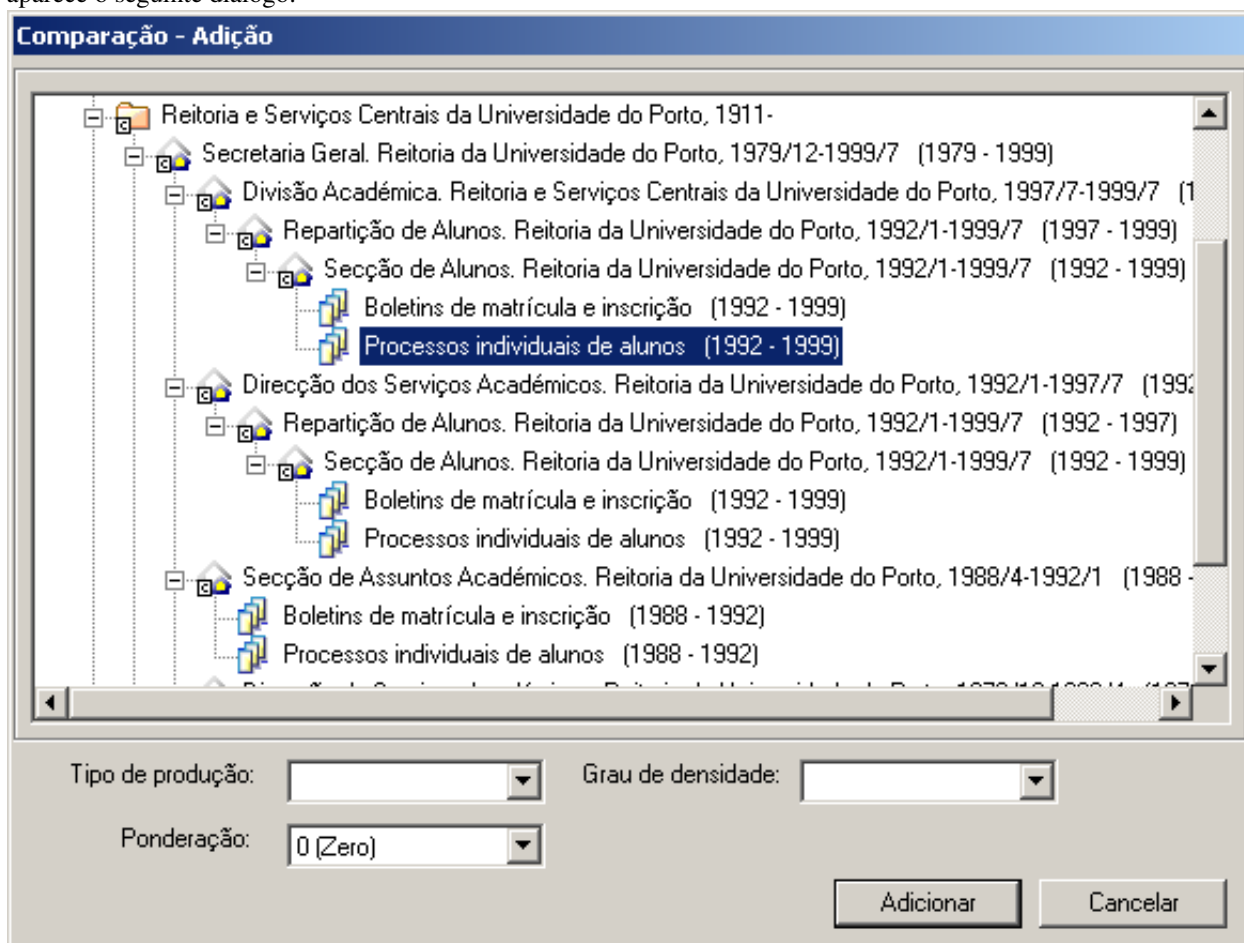 aparece o seguinte diálogo:
Comparação - Adição
Reitoria e Serviços Centrais da Universidade do Porto, 1911-
Secretaria Geral. Reitoria da Universidade do Porto, 1979/12-1999/7 (1979 - 1999)
Divisão Académica. Reitoria e Serviços Centrais da Universidade do Porto, 1997/7-1999/7 (1
Repartição de Alunos. Reitoria da Universidade do Porto, 1992/1-1999/7 (1997 - 1999)
Secção de Alunos. Reitoria da Universidade do Porto, 1992/1-1999/7 (1992 - 1999)
Boletins de matrícula e inscrição (1992 - 1999)
Processos individuais de alunos (1992 - 1999)
Direcção dos Serviços Académicos. Reitoria da Universidade do Porto, 1992/1-1997/7 (1992
Repartição de Alunos. Reitoria da Universidade do Porto, 1992/1-1999/7 (1992 - 1997)
Secção de Alunos. Reitoria da Universidade do Porto, 1992/1-1999/7 (1992 - 1999)
Boletins de matrícula e inscrição (1992 - 1999)
Processos individuais de alunos (1992 - 1999)
Secção de Assuntos Académicos. Reitoria da Universidade do Porto, 1988/4-1992/1 (1988 -
Boletins de matrícula e inscrição (1988 - 1992)
Processos individuais de alunos (1988 - 1992)
Tipo de produção: Grau de densidade:
Ponderação: 0 (Zero)
Adicionar Cancelar